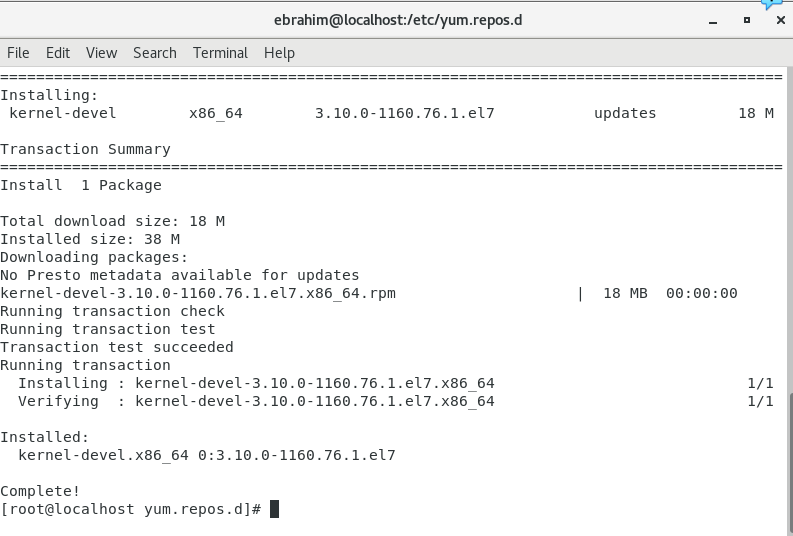 ebrahim@localhost:/etc/yum.repos.d
File Edit View Search Terminal Help
================================================================================
Installing:
 kernel-devel        x86_64        3.10.0-1160.76.1.el7           updates         18 M

Transaction Summary
================================================================================
Install  1 Package

Total download size: 18 M
Installed size: 38 M
Downloading packages:
No Presto metadata available for updates
kernel-devel-3.10.0-1160.76.1.el7.x86_64.rpm                    |  18 MB  00:00:00
Running transaction check
Running transaction test
Transaction test succeeded
Running transaction
  Installing : kernel-devel-3.10.0-1160.76.1.el7.x86_64                            1/1
  Verifying  : kernel-devel-3.10.0-1160.76.1.el7.x86_64                            1/1

Installed:
  kernel-devel.x86_64 0:3.10.0-1160.76.1.el7

Complete!
[root@localhost yum.repos.d]#